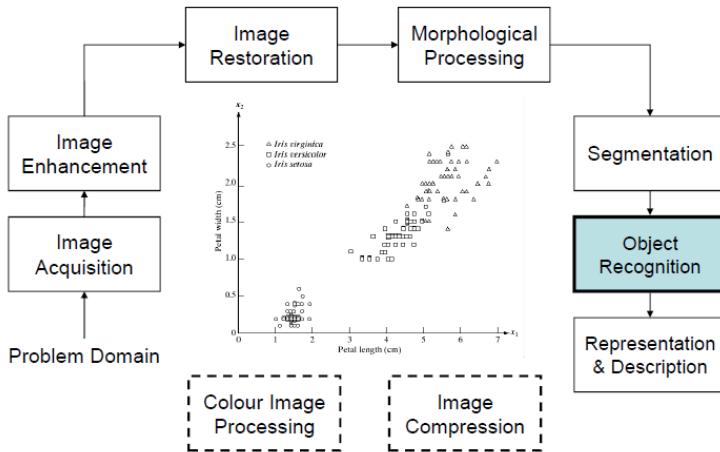 Image
Restoration
Morphological
Processing
Image
Enhancement
Segmentation
Image
Acquisition
Object
Recognition
Problem Domain
Representation
& Description
x₂
Iris virginica
Iris versicolor
Iris setosa
Petal width (cm)
2.5
2.0
1.5
1.0
0.5
0
0 1 2 3 4 5 6 7
x₁
Petal length (cm)
Colour Image
Processing
Image
Compression